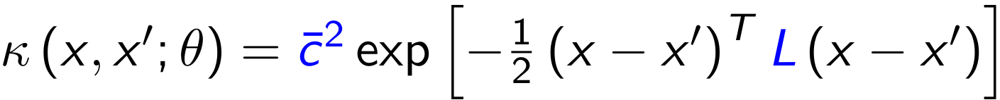 κ (x, x′; θ) = c̄² exp [−½ (x − x′)ᵀ L (x − x′)]